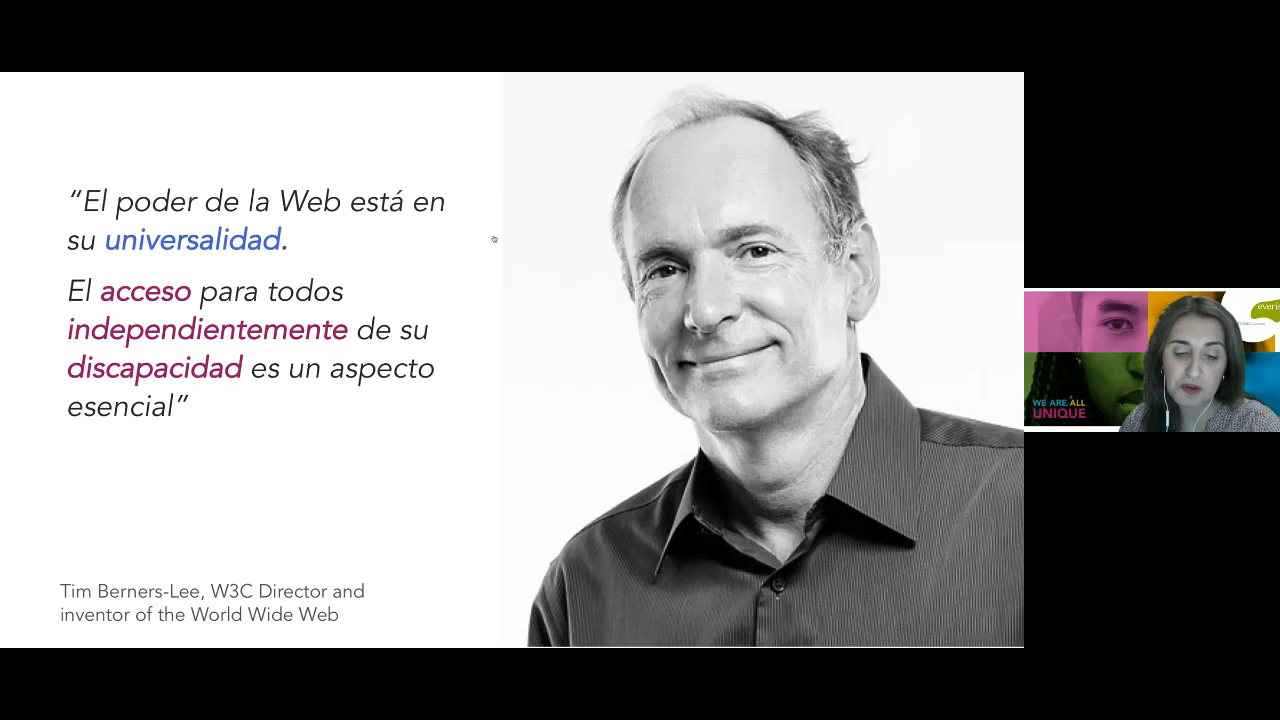 “El poder de la Web está en
su universalidad.
El acceso para todos
independientemente de su
discapacidad es un aspecto
esencial”
Tim Berners-Lee, W3C Director and
inventor of the World Wide Web
everis
WE ARE ALL
UNIQUE